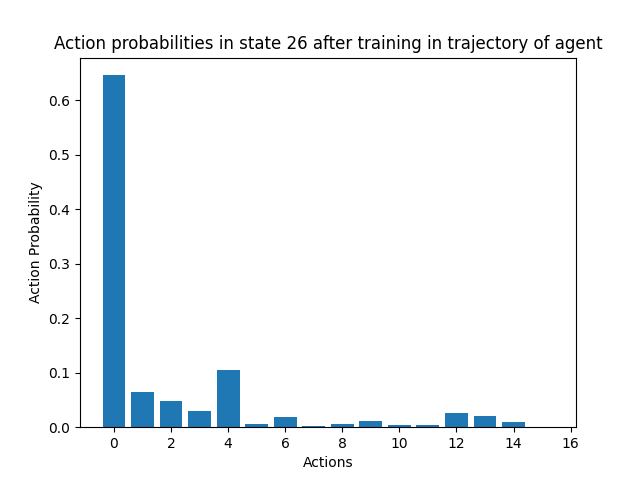 Action probabilities in state 26 after training in trajectory of agent
0.6
0.5
0.4
0.3
0.2
0.1
0.0
Action Probability
0 2 4 6 8 10 12 14 16
Actions